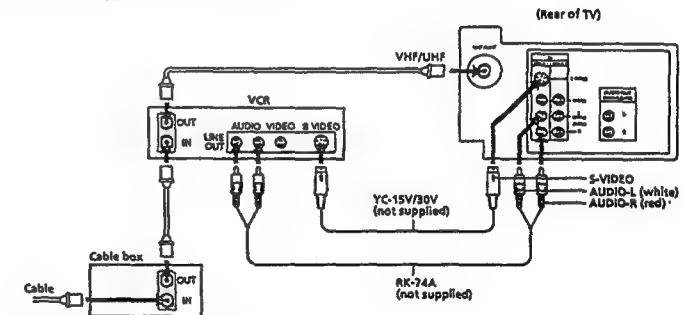 (Rear of TV)
VHF/UHF
VCR
OUT
IN
LINE OUT
AUDIO VIDEO S VIDEO
S-VIDEO
AUDIO-L (white)
AUDIO-R (red)
YC-15V/30V
(not supplied)
RK-74A
(not supplied)
Cable box
Cable
OUT
IN